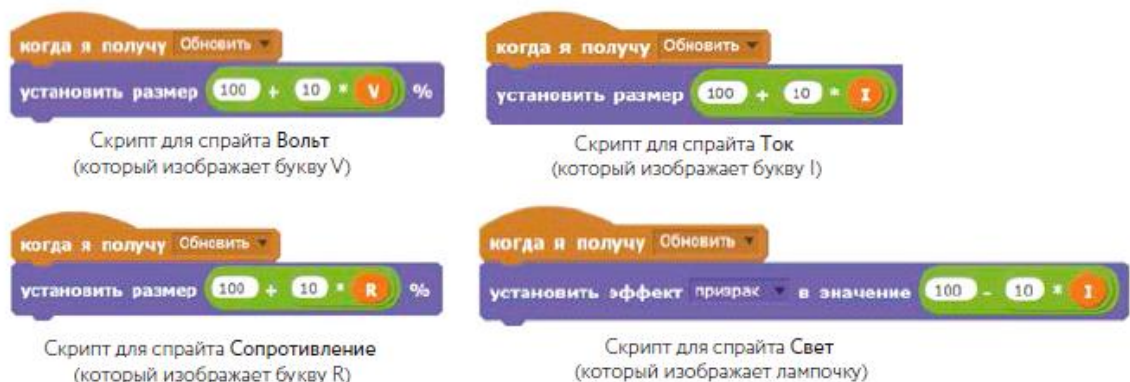 когда я получу Обновить
установить размер 100 + 10 * V %
Скрипт для спрайта Вольт
(который изображает букву V)
когда я получу Обновить
установить размер 100 + 10 * I
Скрипт для спрайта Ток
(который изображает букву I)
когда я получу Обновить
установить размер 100 + 10 * R %
Скрипт для спрайта Сопротивление
(который изображает букву R)
когда я получу Обновить
установить эффект призрак в значение 100 - 10 * I
Скрипт для спрайта Свет
(который изображает лампочку)